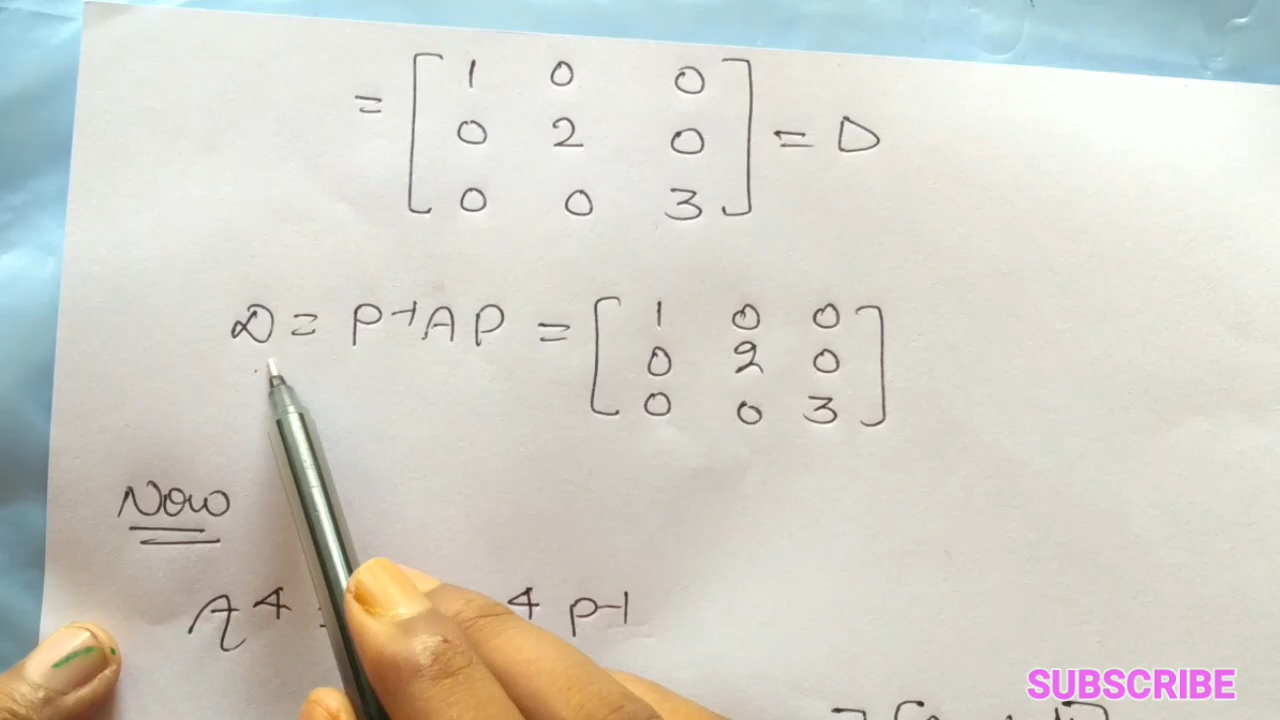 = [ 1 0 0
0 2 0
0 0 3 ] = D
D = P⁻¹AP = [ 1 0 0
0 2 0
0 0 3 ]
Now
A⁴ = ⁴ P⁻¹
SUBSCRIBE